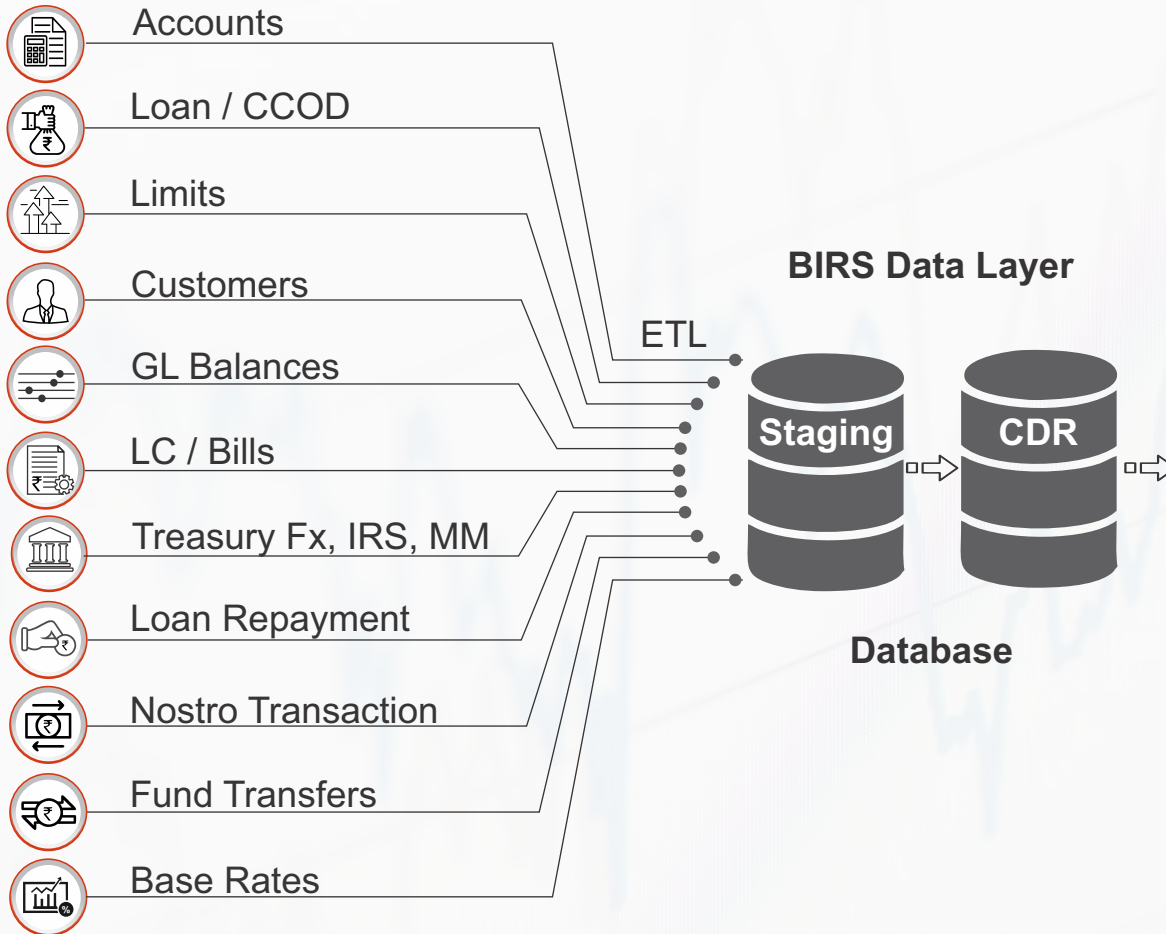 Accounts
Loan / CCOD
Limits
Customers
BIRS Data Layer
ETL
GL Balances
Staging
CDR
LC / Bills
Treasury Fx, IRS, MM
Loan Repayment
Database
Nostro Transaction
Fund Transfers
Base Rates
₹
₹
₹
₹
₹
%